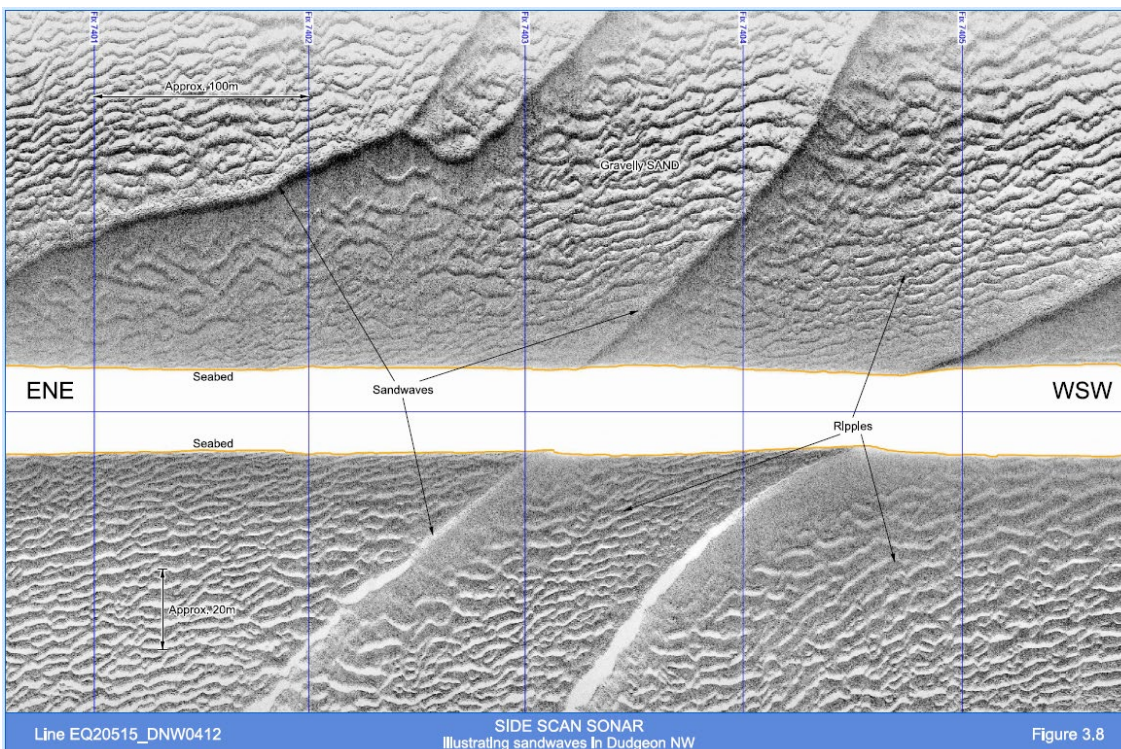 Fix 7401
Fix 7402
Fix 7403
Fix 7404
Fix 7405
Approx. 100m
Gravelly SAND
Seabed
ENE
Sandwaves
WSW
Ripples
Seabed
Approx. 20m
Line EQ20515_DNW0412
SIDE SCAN SONAR
Illustrating sandwaves in Dudgeon NW
Figure 3.8